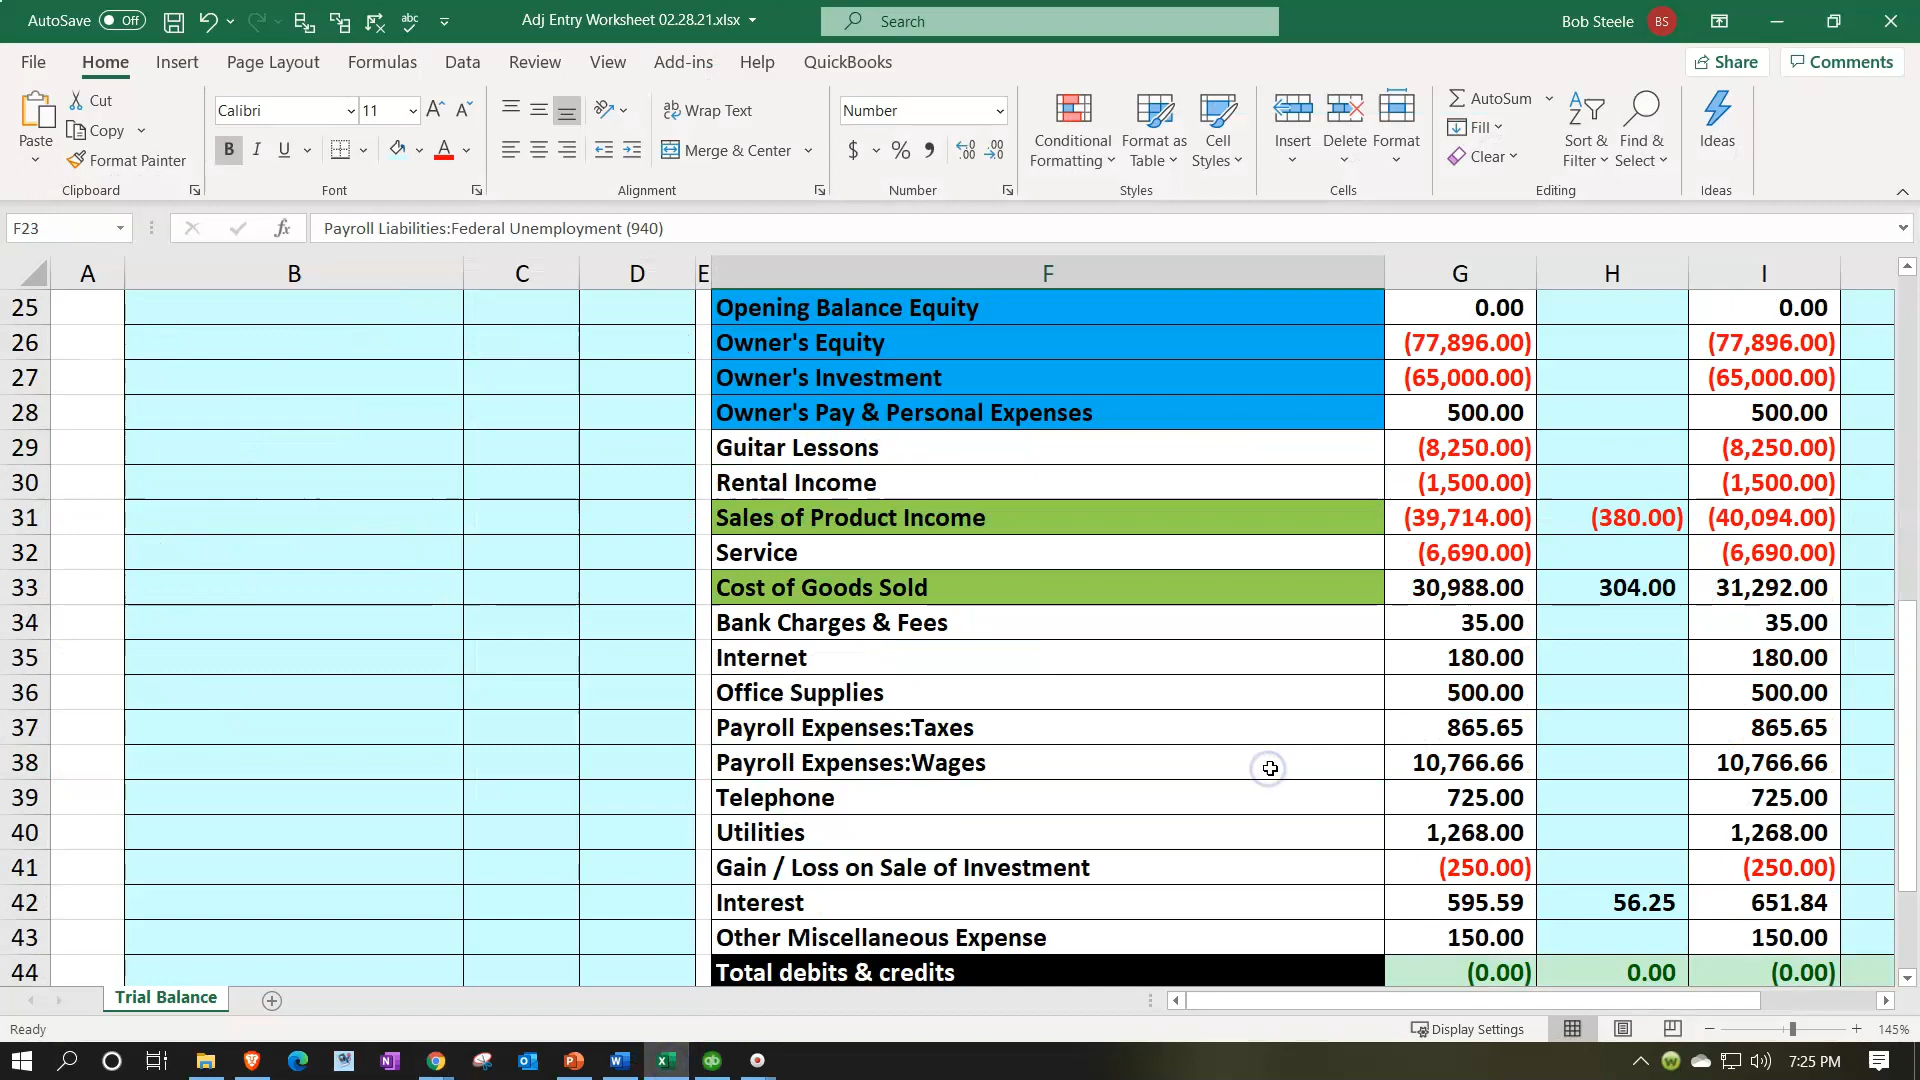 AutoSave Off Adj Entry Worksheet 02.28.21.xlsx Search Bob Steele BS
File Home Insert Page Layout Formulas Data Review View Add-ins Help QuickBooks Share Comments
Paste Cut Copy Format Painter Clipboard
Calibri 11 B I U A Font
Wrap Text Merge & Center Alignment
Number $ % Number
Conditional Formatting Format as Table Cell Styles Styles
Insert Delete Format Cells
AutoSum Fill Clear Sort & Filter Find & Select Editing
Ideas Ideas
F23 fx Payroll Liabilities:Federal Unemployment (940)
A B C D E F G H I
25 Opening Balance Equity 0.00 0.00
26 Owner's Equity (77,896.00) (77,896.00)
27 Owner's Investment (65,000.00) (65,000.00)
28 Owner's Pay & Personal Expenses 500.00 500.00
29 Guitar Lessons (8,250.00) (8,250.00)
30 Rental Income (1,500.00) (1,500.00)
31 Sales of Product Income (39,714.00) (380.00) (40,094.00)
32 Service (6,690.00) (6,690.00)
33 Cost of Goods Sold 30,988.00 304.00 31,292.00
34 Bank Charges & Fees 35.00 35.00
35 Internet 180.00 180.00
36 Office Supplies 500.00 500.00
37 Payroll Expenses:Taxes 865.65 865.65
38 Payroll Expenses:Wages 10,766.66 10,766.66
39 Telephone 725.00 725.00
40 Utilities 1,268.00 1,268.00
41 Gain / Loss on Sale of Investment (250.00) (250.00)
42 Interest 595.59 56.25 651.84
43 Other Miscellaneous Expense 150.00 150.00
44 Total debits & credits (0.00) 0.00 (0.00)
Trial Balance
Ready Display Settings 145%
7:25 PM